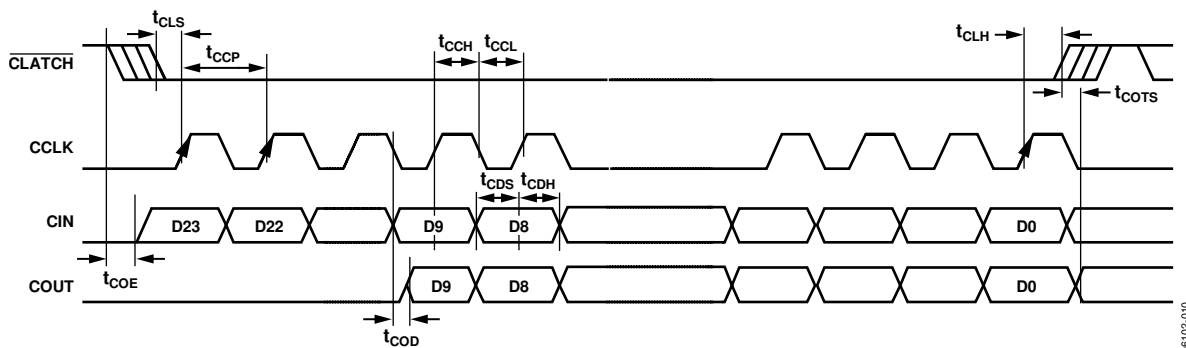 tCLS
tCCP
tCCH
tCCL
tCLH
CLATCH
tCOTS
CCLK
tCDS
tCDH
CIN
D23
D22
D9
D8
D0
tCOE
COUT
D9
D8
D0
tCOD